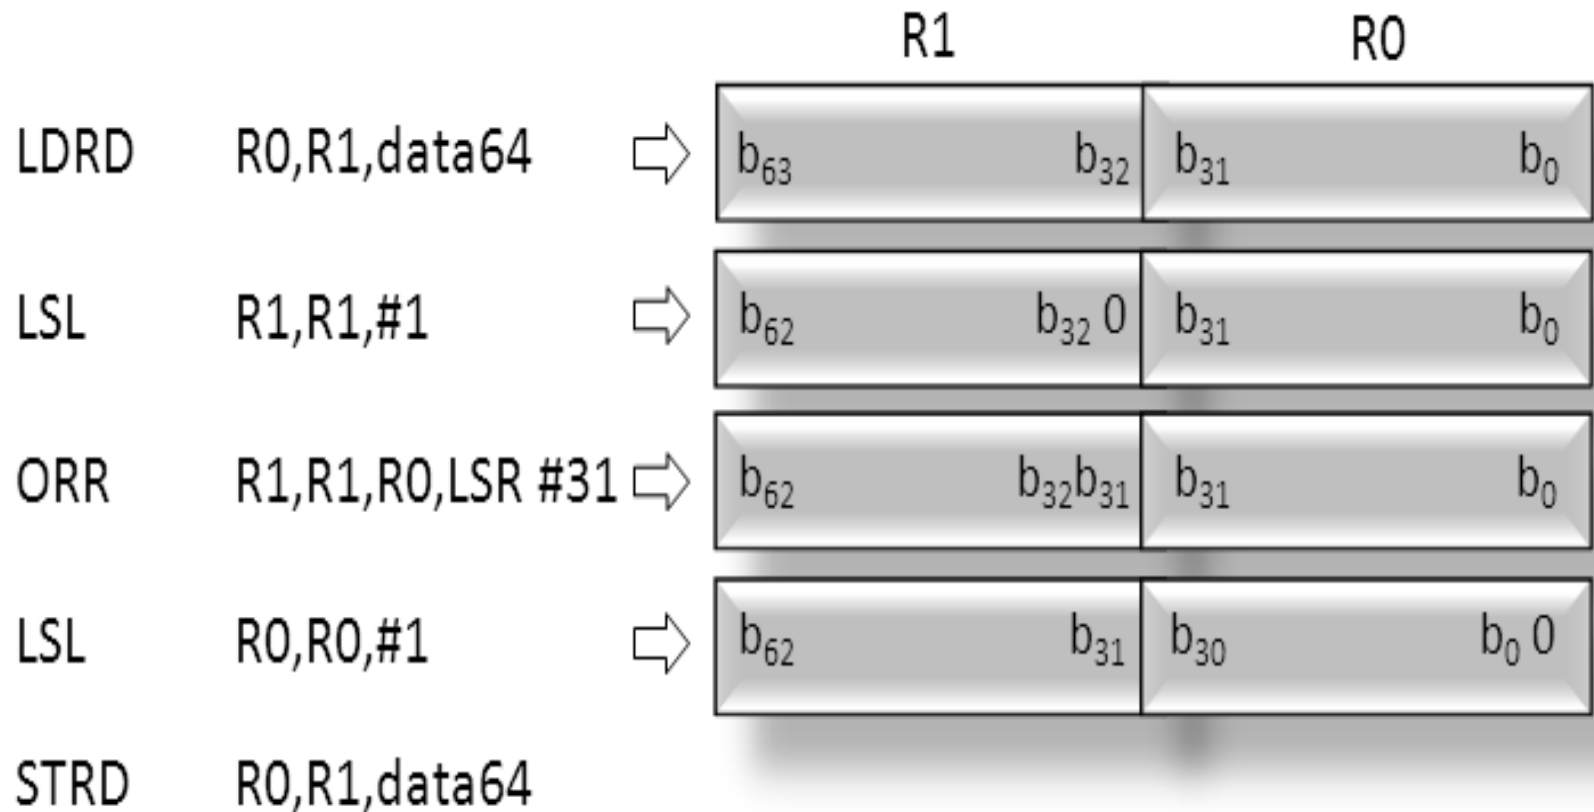 R1 R0
LDRD R0,R1,data64 b₆₃ b₃₂ b₃₁ b₀
LSL R1,R1,#1 b₆₂ b₃₂ 0 b₃₁ b₀
ORR R1,R1,R0,LSR #31 b₆₂ b₃₂b₃₁ b₃₁ b₀
LSL R0,R0,#1 b₆₂ b₃₁ b₃₀ b₀ 0
STRD R0,R1,data64